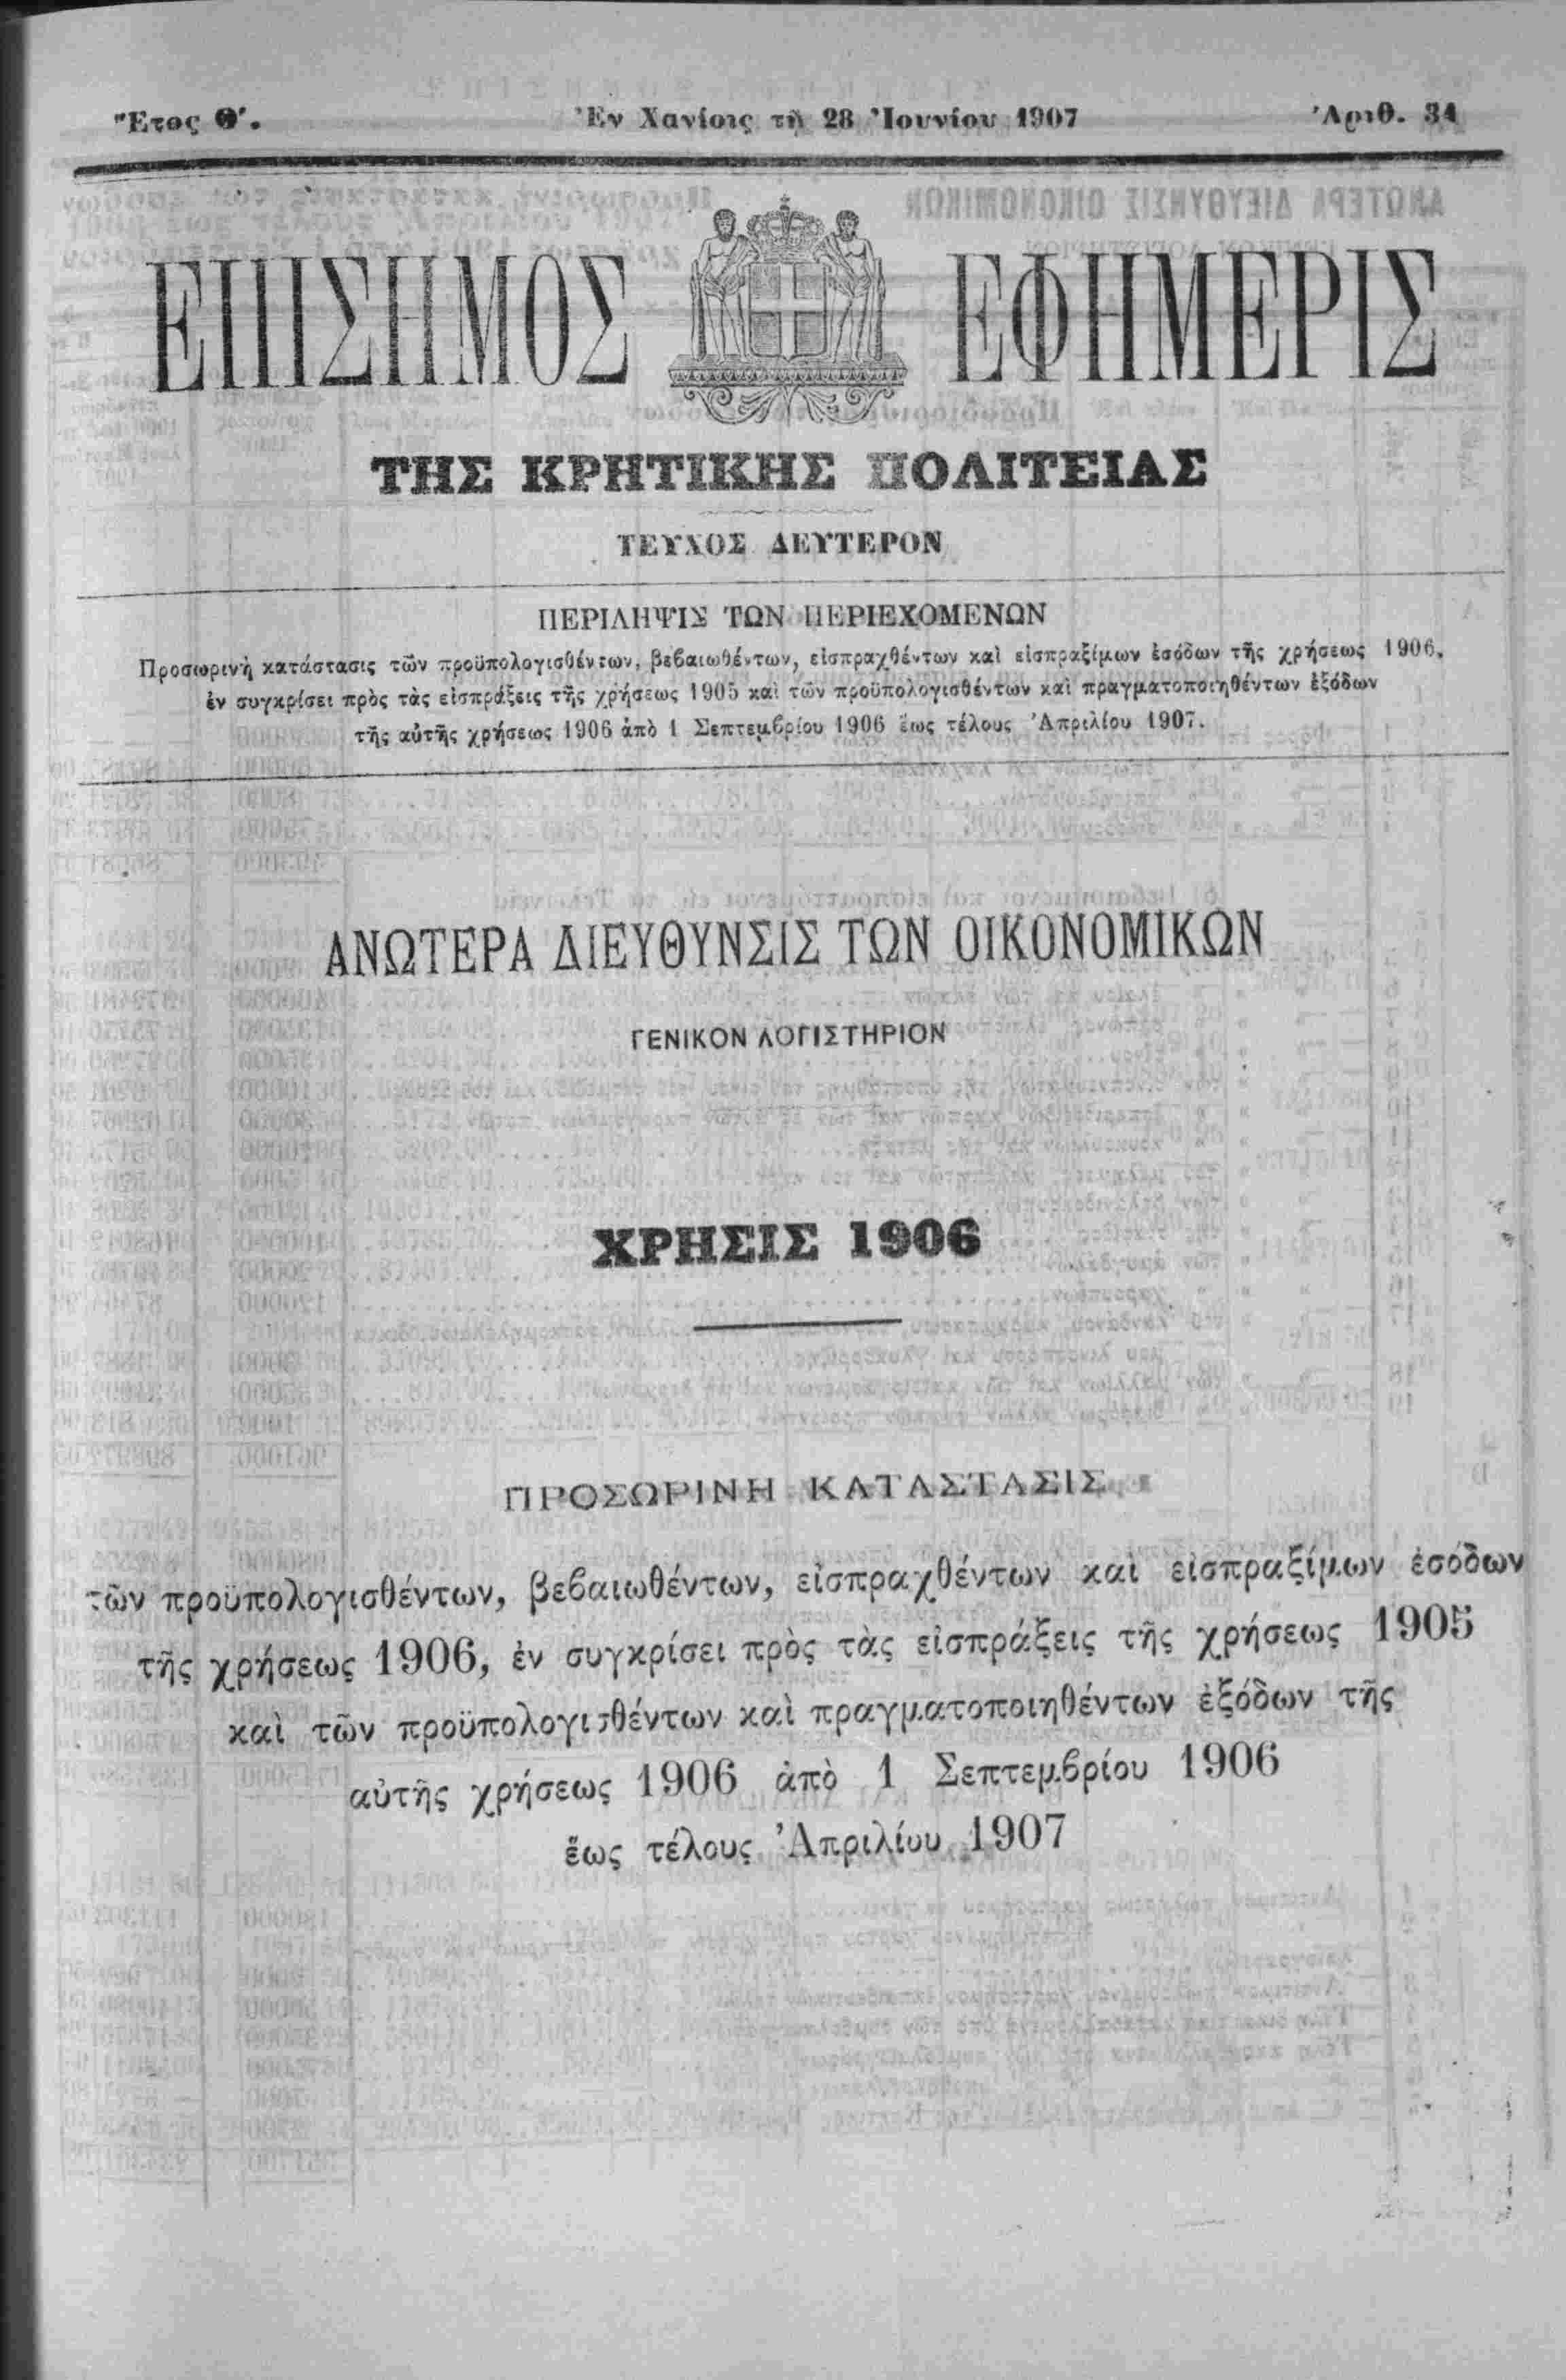 Ἔτος Θ'. Ἐν Χανίοις τῇ 28 Ἰουνίου 1907 Ἀριθ. 34
ΕΠΙΣΗΜΟΣ ΕΦΗΜΕΡΙΣ
ΤΗΣ ΚΡΗΤΙΚΗΣ ΠΟΛΙΤΕΙΑΣ
ΤΕΥΧΟΣ ΔΕΥΤΕΡΟΝ
ΠΕΡΙΛΗΨΙΣ ΤΩΝ ΠΕΡΙΕΧΟΜΕΝΩΝ
Προσωρινὴ κατάστασις τῶν προϋπολογισθέντων, βεβαιωθέντων, εἰσπραχθέντων καὶ εἰσπραξίμων ἐσόδων τῆς χρήσεως 1906,
ἐν συγκρίσει πρὸς τὰς εἰσπράξεις τῆς χρήσεως 1905 καὶ τῶν προϋπολογισθέντων καὶ πραγματοποιηθέντων ἐξόδων
τῆς αὐτῆς χρήσεως 1906 ἀπὸ 1 Σεπτεμβρίου 1906 ἕως τέλους Ἀπριλίου 1907.
ΑΝΩΤΕΡΑ ΔΙΕΥΘΥΝΣΙΣ ΤΩΝ ΟΙΚΟΝΟΜΙΚΩΝ
ΓΕΝΙΚΟΝ ΛΟΓΙΣΤΗΡΙΟΝ
ΧΡΗΣΙΣ 1906
ΠΡΟΣΩΡΙΝΗ ΚΑΤΑΣΤΑΣΙΣ
τῶν προϋπολογισθέντων, βεβαιωθέντων, εἰσπραχθέντων καὶ εἰσπραξίμων ἐσόδων
τῆς χρήσεως 1906, ἐν συγκρίσει πρὸς τὰς εἰσπράξεις τῆς χρήσεως 1905
καὶ τῶν προϋπολογισθέντων καὶ πραγματοποιηθέντων ἐξόδων τῆς
αὐτῆς χρήσεως 1906 ἀπὸ 1 Σεπτεμβρίου 1906
ἕως τέλους Ἀπριλίου 1907